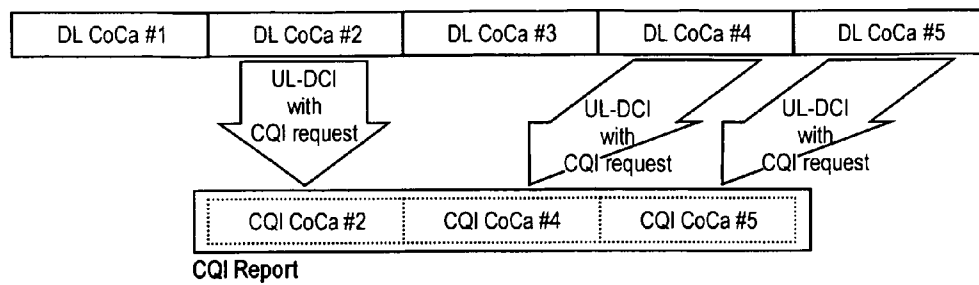 DL CoCa #1 DL CoCa #2 DL CoCa #3 DL CoCa #4 DL CoCa #5
UL-DCI
with
CQI request
UL-DCI
with
CQI request
UL-DCI
with
CQI request
CQI CoCa #2 CQI CoCa #4 CQI CoCa #5
CQI Report